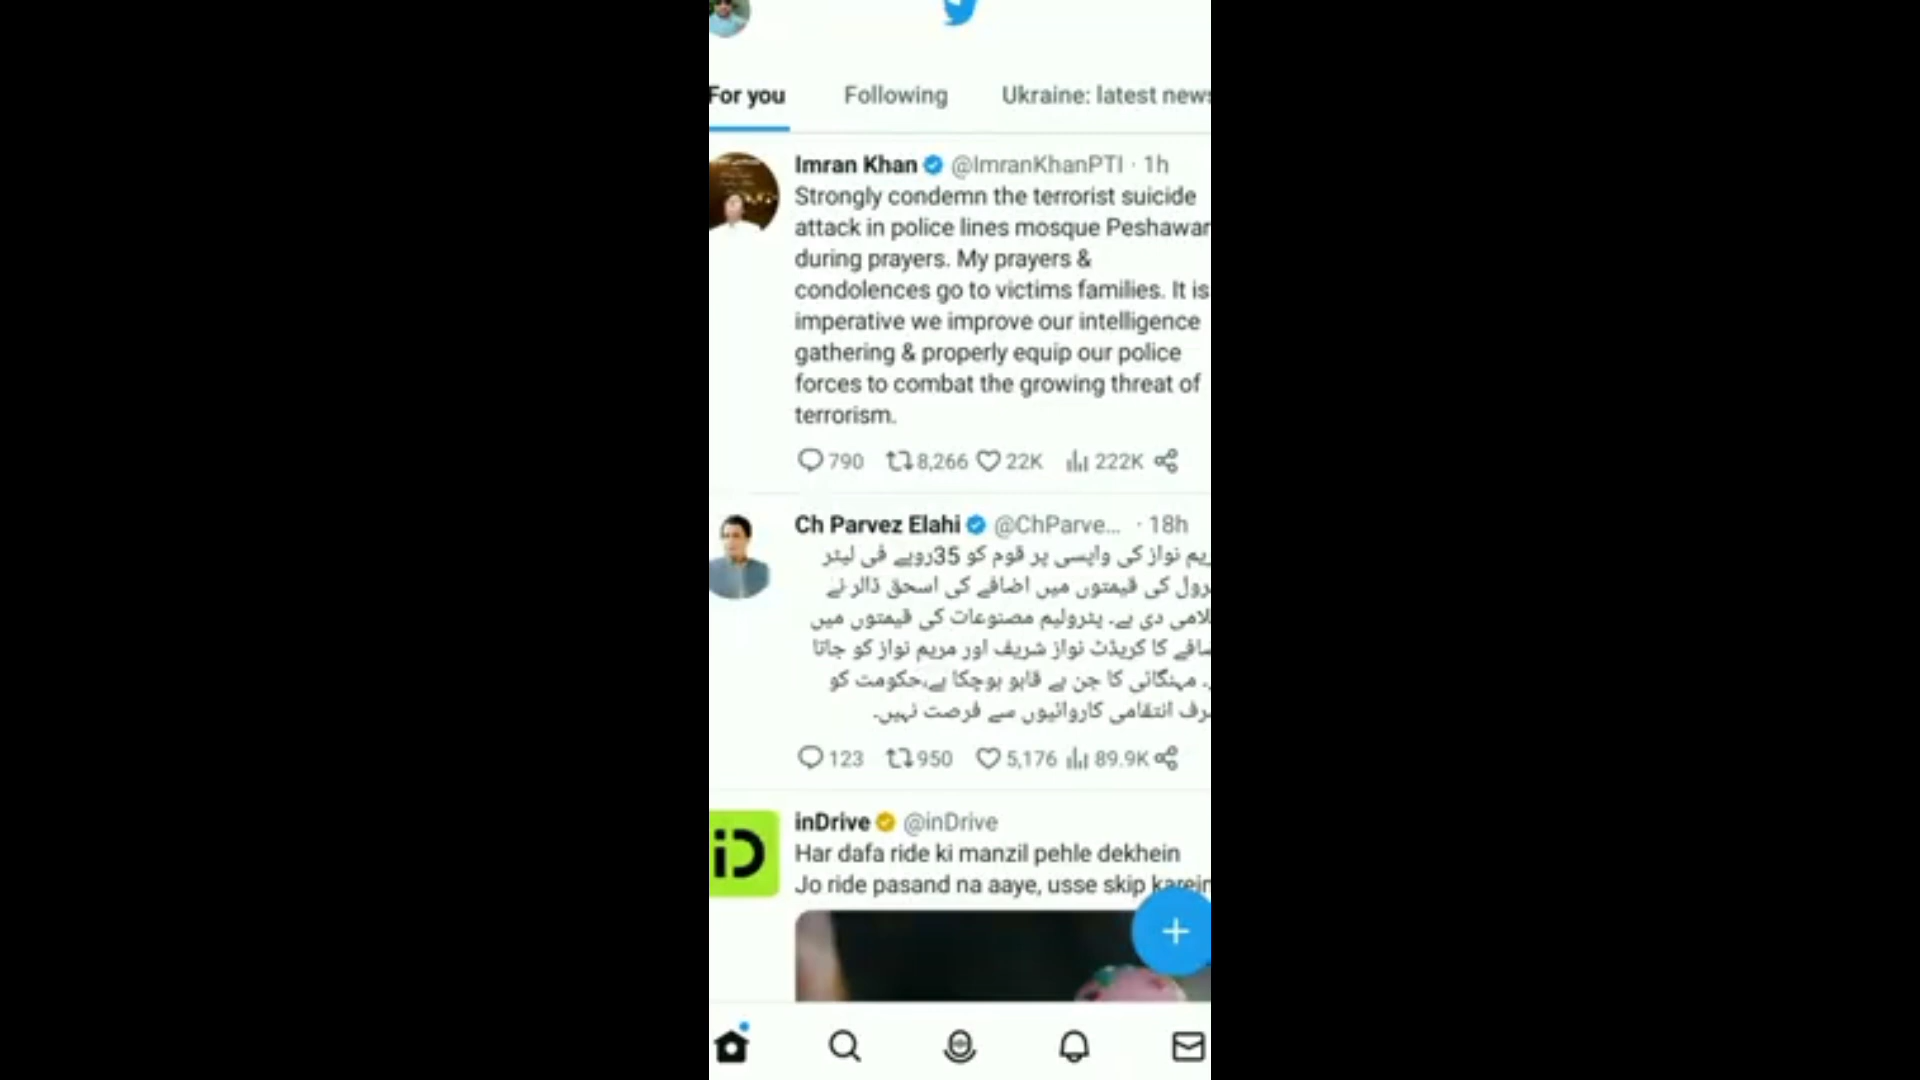 For you Following Ukraine: latest news
Imran Khan @ImranKhanPTI · 1h
Strongly condemn the terrorist suicide
attack in police lines mosque Peshawar
during prayers. My prayers &
condolences go to victims families. It is
imperative we improve our intelligence
gathering & properly equip our police
forces to combat the growing threat of
terrorism.
790 8,266 22K 222K
Ch Parvez Elahi @ChParve... · 18h
نواز کی واپسی پر قوم کو 35روپے فی لیٹر
کی قیمتوں میں اضافے کی اسحق ڈالر نے
دی ہے۔ پٹرولیم مصنوعات کی قیمتوں میں
کا کریڈٹ نواز شریف اور مریم نواز کو جاتا
۔ مہنگائی کا جن بے قابو ہوچکا ہے،حکومت کو
انتقامی کاروائیوں سے فرصت نہیں۔
123 950 5,176 89.9K
iD
inDrive @inDrive
Har dafa ride ki manzil pehle dekhein
Jo ride pasand na aaye, usse skip karein